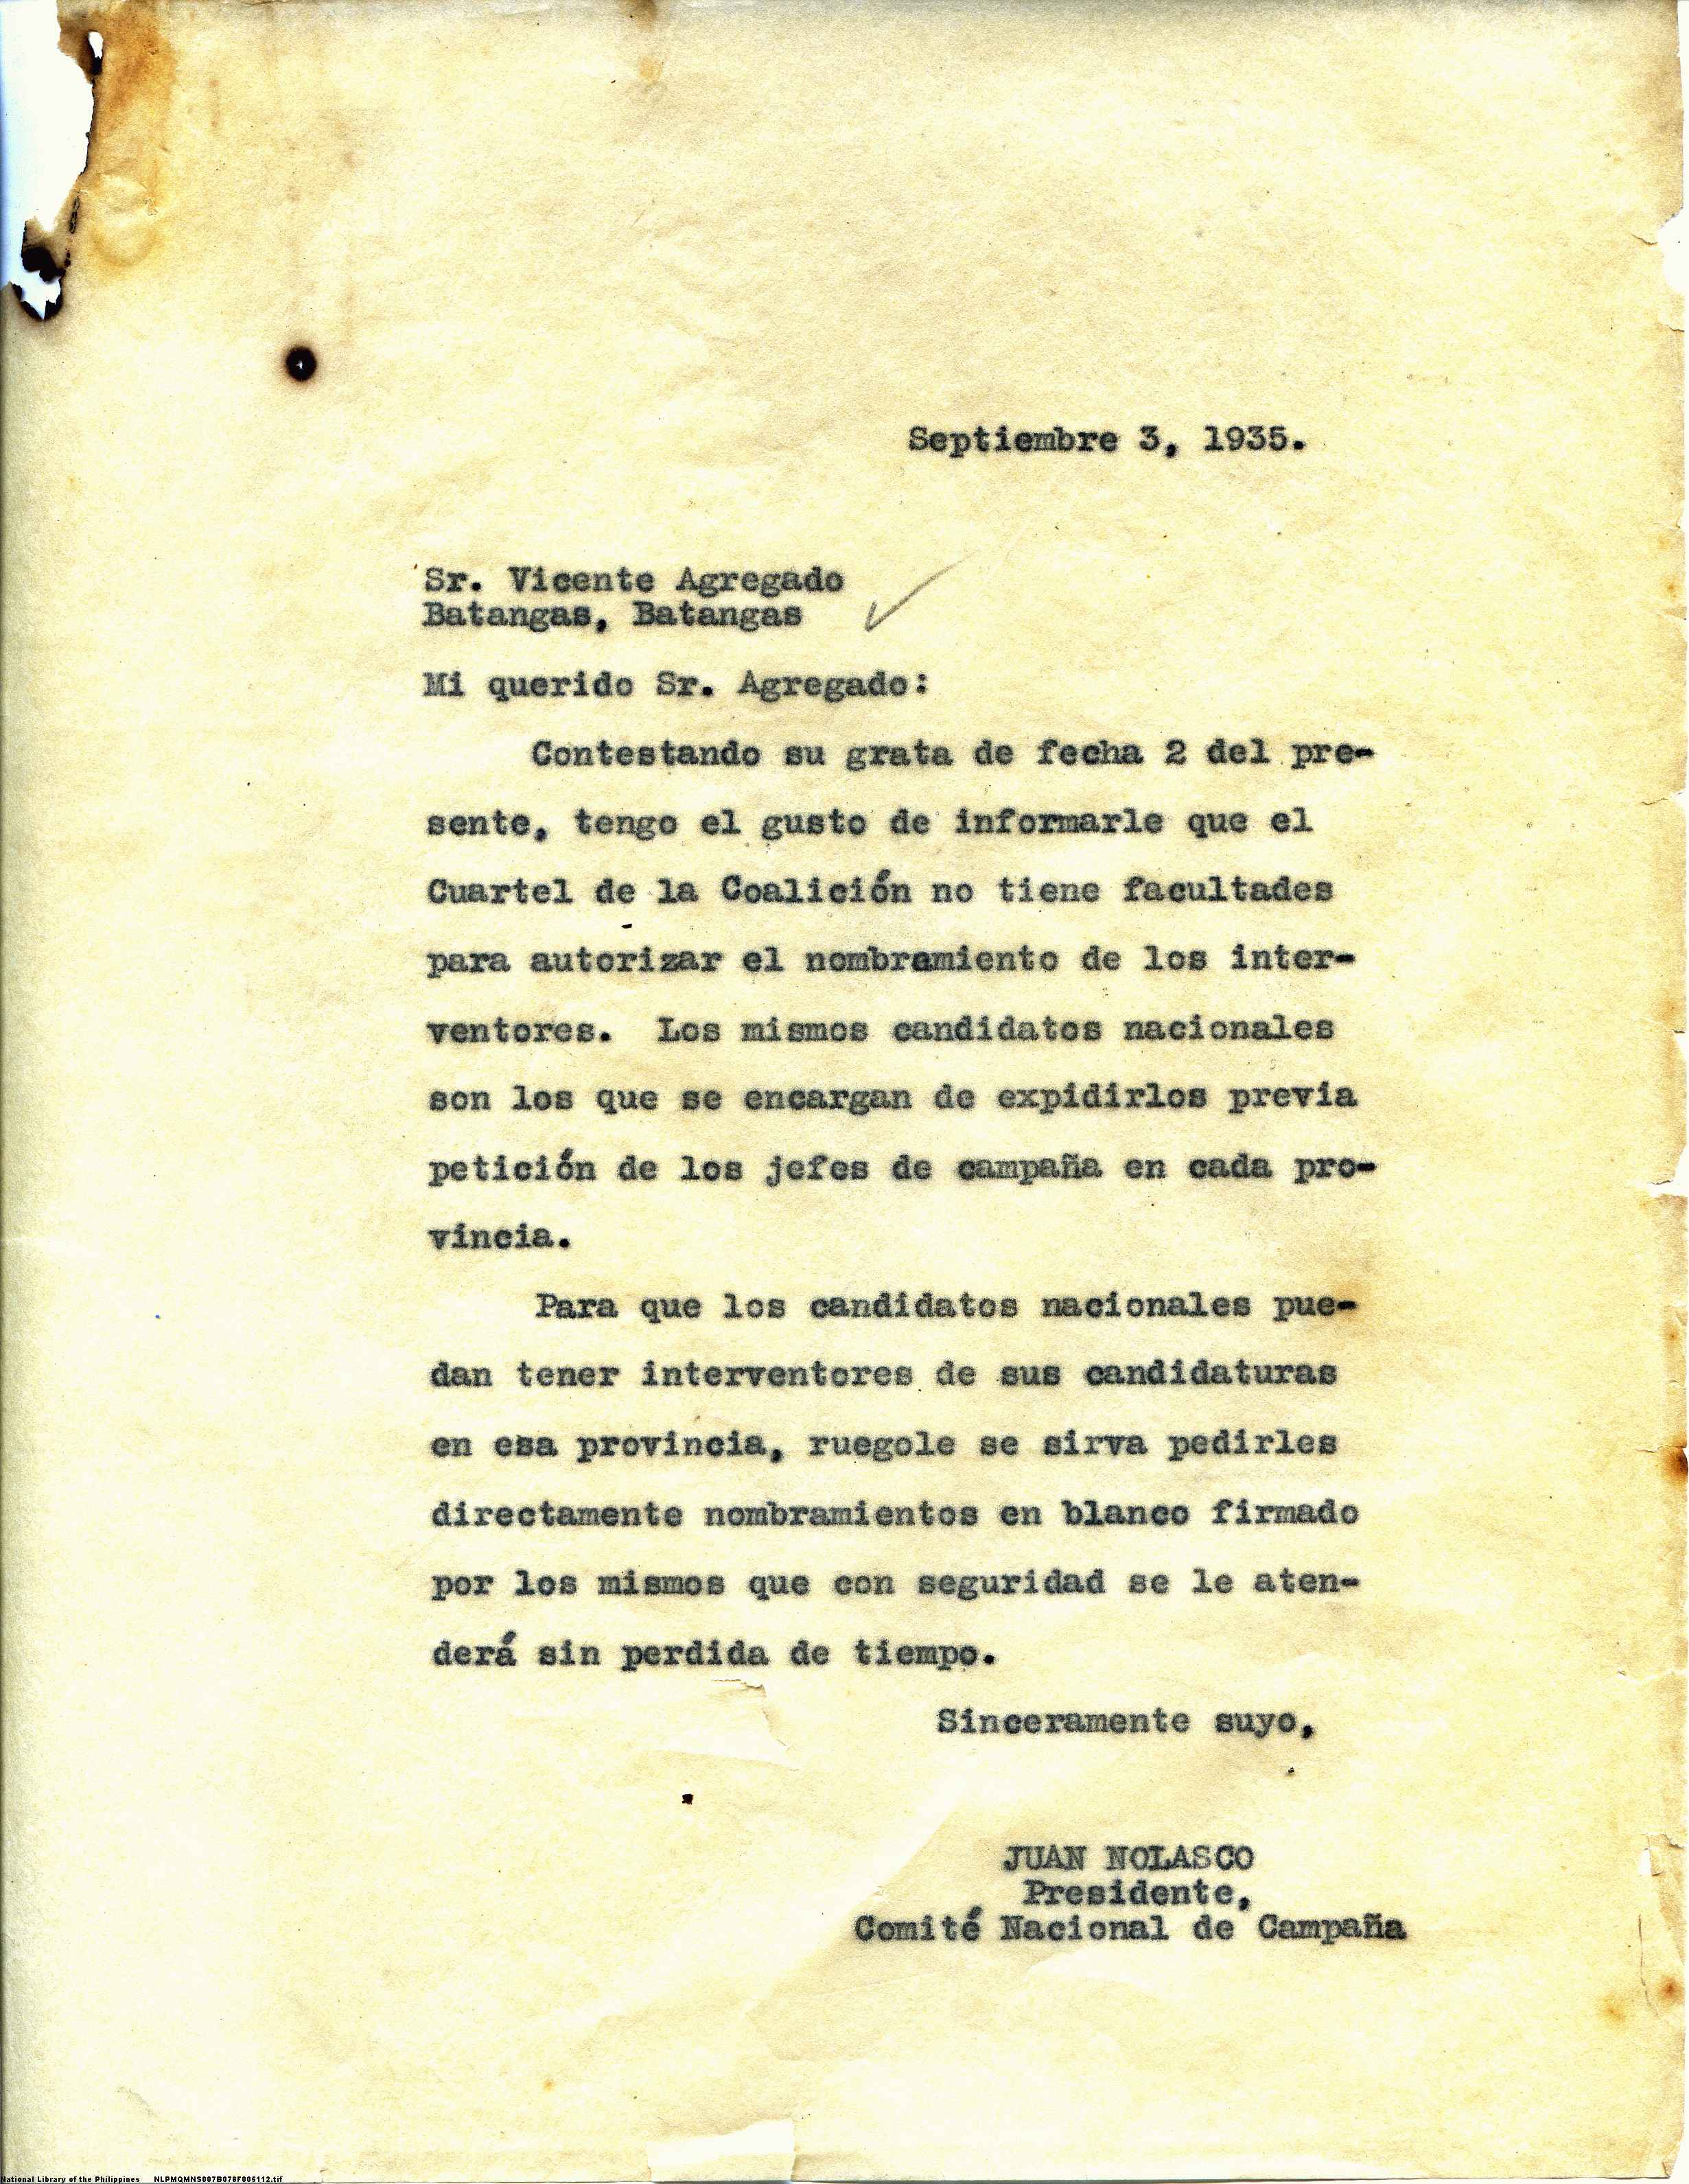 Septiembre 3, 1935.
Sr. Vicente Agregado
Batangas, Batangas
Mi querido Sr. Agregado:
Contestando su grata de fecha 2 del pre-
sente, tengo el gusto de informarle que el
Cuartel de la Coalición no tiene facultades
para autorizar el nombramiento de los inter-
ventores. Los mismos candidatos nacionales
son los que se encargan de expidirlos previa
petición de los jefes de campaña en cada pro-
vincia.
Para que los candidatos nacionales pue-
dan tener interventores de sus candidaturas
en esa provincia, ruegole se sirva pedirles
directamente nombramientos en blanco firmado
por los mismos que con seguridad se le aten-
derá sin perdida de tiempo.
Sinceramente suyo,
JUAN NOLASCO
Presidente,
Comité Nacional de Campaña
National Library of the Philippines NLPMQMNS007B078F005112.tif